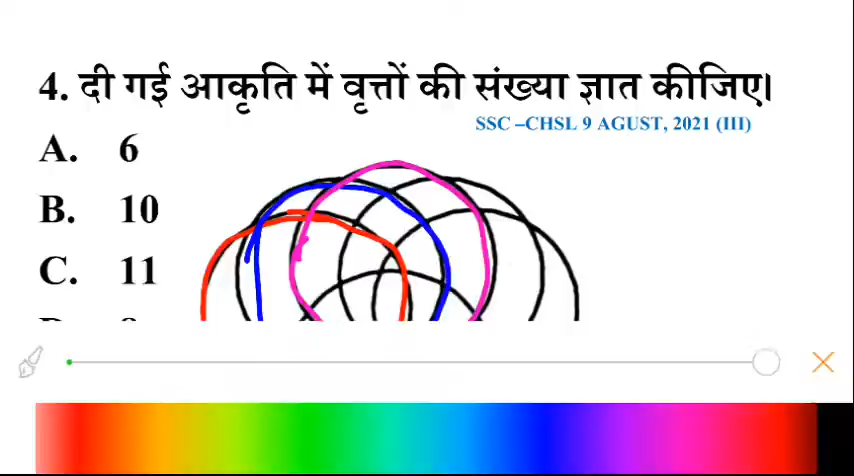 4. दी गई आकृति में वृत्तों की संख्या ज्ञात कीजिए।
SSC –CHSL 9 AGUST, 2021 (III)
A. 6
B. 10
C. 11